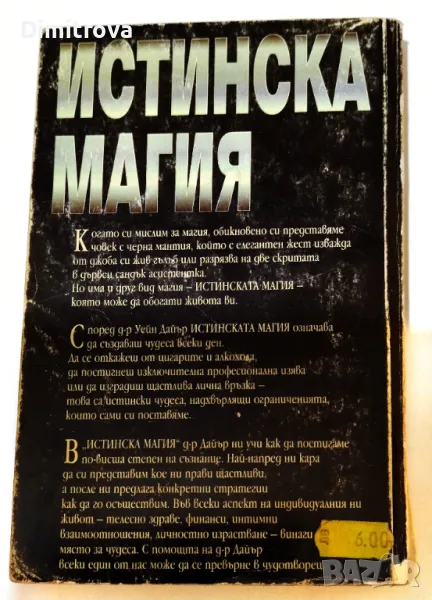 Dimitrova
ИСТИНСКА
МАГИЯ
Когато си мислим за магия, обикновено си представяме
човек с черна мантия, който с елегантен жест изважда
от джоба си жив гълъб или разрязва на две скритата
в дървен сандък асистентка.
Но има и друг вид магия – ИСТИНСКАТА МАГИЯ –
която може да обогати живота ви.
Според д-р Уейн Дайър ИСТИНСКАТА МАГИЯ означава
да създаваш чудеса всеки ден.
Да се откажеш от цигарите и алкохола,
да постигнеш изключителна професионална изява
или да изградиш щастлива лична връзка –
това са истински чудеса, надхвърлящи ограниченията,
които сами си поставяме.
В „ИСТИНСКА МАГИЯ" д-р Дайър ни учи как да постигаме
по-висша степен на съзнание. Най-напред ни кара
да си представим кое ни прави щастливи,
а после ни предлага конкретни стратегии
как да го осъществим. Във всеки аспект на индивидуалния ни
живот – телесно здраве, финанси, интимни
взаимоотношения, личностно израстване – винаги
място за чудеса. С помощта на д-р Дайър
всеки един от нас може да се превърне в чудотворец
ЛВ 6.00
BAZAR